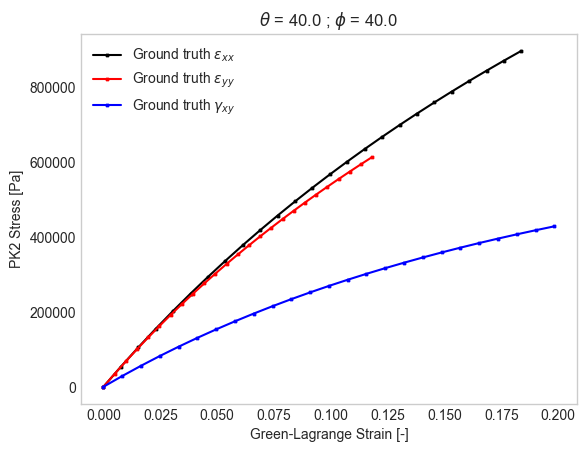 θ = 40.0 ; ϕ = 40.0
Ground truth εxx
Ground truth εyy
Ground truth γxy
PK2 Stress [Pa]
800000
600000
400000
200000
0
0.000 0.025 0.050 0.075 0.100 0.125 0.150 0.175 0.200
Green-Lagrange Strain [-]